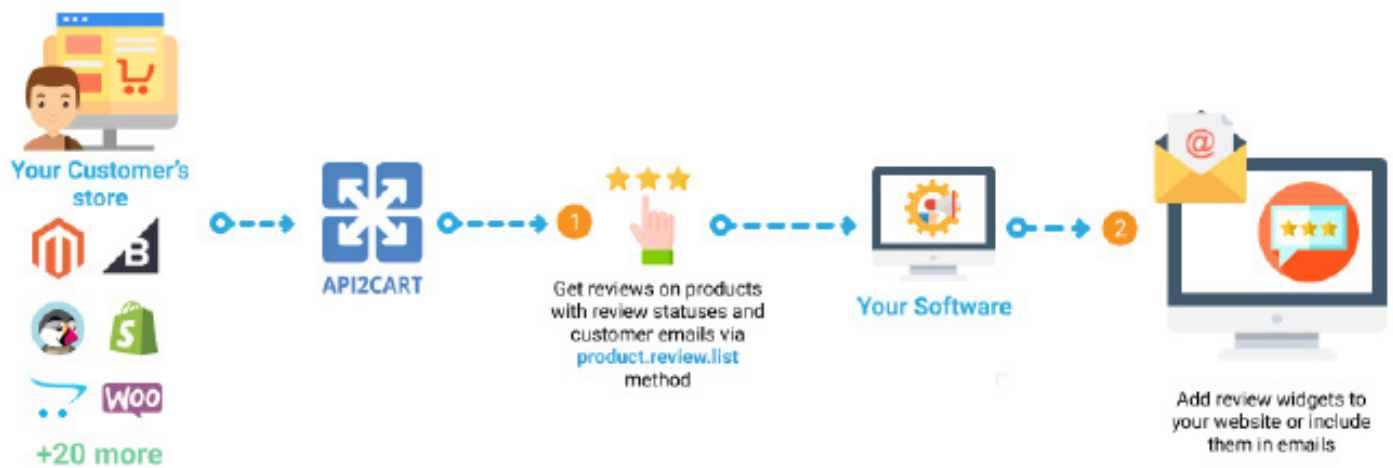 Your Customer's
store
B
S
WOO
+20 more
API2CART
1
Get reviews on products
with review statuses and
customer emails via
product.review.list
method
Your Software
2
@
Add review widgets to
your website or include
them in emails